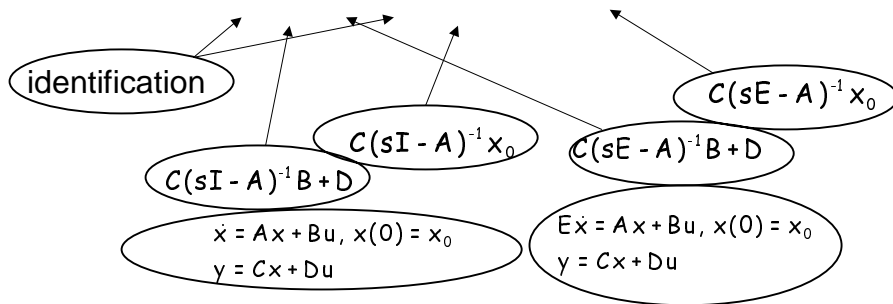 identification
C(sE - A)⁻¹x₀
C(sI - A)⁻¹x₀
C(sE - A)⁻¹B + D
C(sI - A)⁻¹B + D
ẋ = Ax + Bu, x(0) = x₀
y = Cx + Du
Eẋ = Ax + Bu, x(0) = x₀
y = Cx + Du